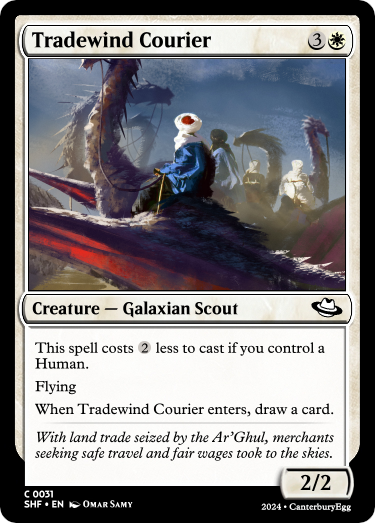 Tradewind Courier 3
Creature — Galaxian Scout
This spell costs 2 less to cast if you control a
Human.
Flying
When Tradewind Courier enters, draw a card.
With land trade seized by the Ar'Ghul, merchants
seeking safe travel and fair wages took to the skies.
2/2
C 0031
SHF • EN Omar Samy
2024 • CanterburyEgg